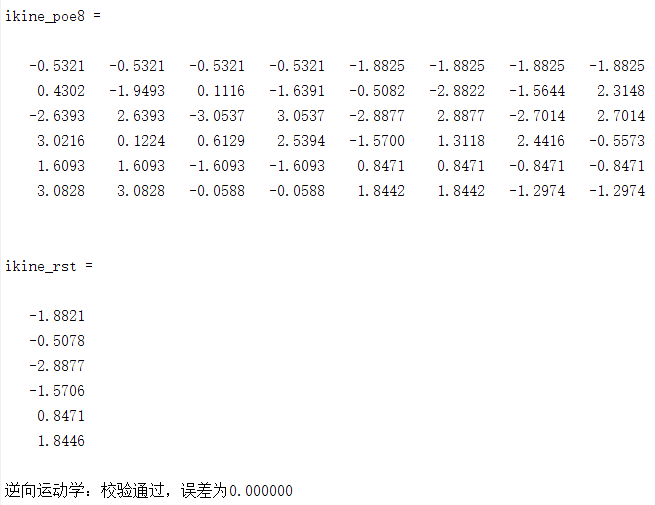 ikine_poe8 =
-0.5321 -0.5321 -0.5321 -0.5321 -1.8825 -1.8825 -1.8825 -1.8825
0.4302 -1.9493 0.1116 -1.6391 -0.5082 -2.8822 -1.5644 2.3148
-2.6393 2.6393 -3.0537 3.0537 -2.8877 2.8877 -2.7014 2.7014
3.0216 0.1224 0.6129 2.5394 -1.5700 1.3118 2.4416 -0.5573
1.6093 1.6093 -1.6093 -1.6093 0.8471 0.8471 -0.8471 -0.8471
3.0828 3.0828 -0.0588 -0.0588 1.8442 1.8442 -1.2974 -1.2974
ikine_rst =
-1.8821
-0.5078
-2.8877
-1.5706
0.8471
1.8446
逆向运动学：校验通过，误差为0.000000